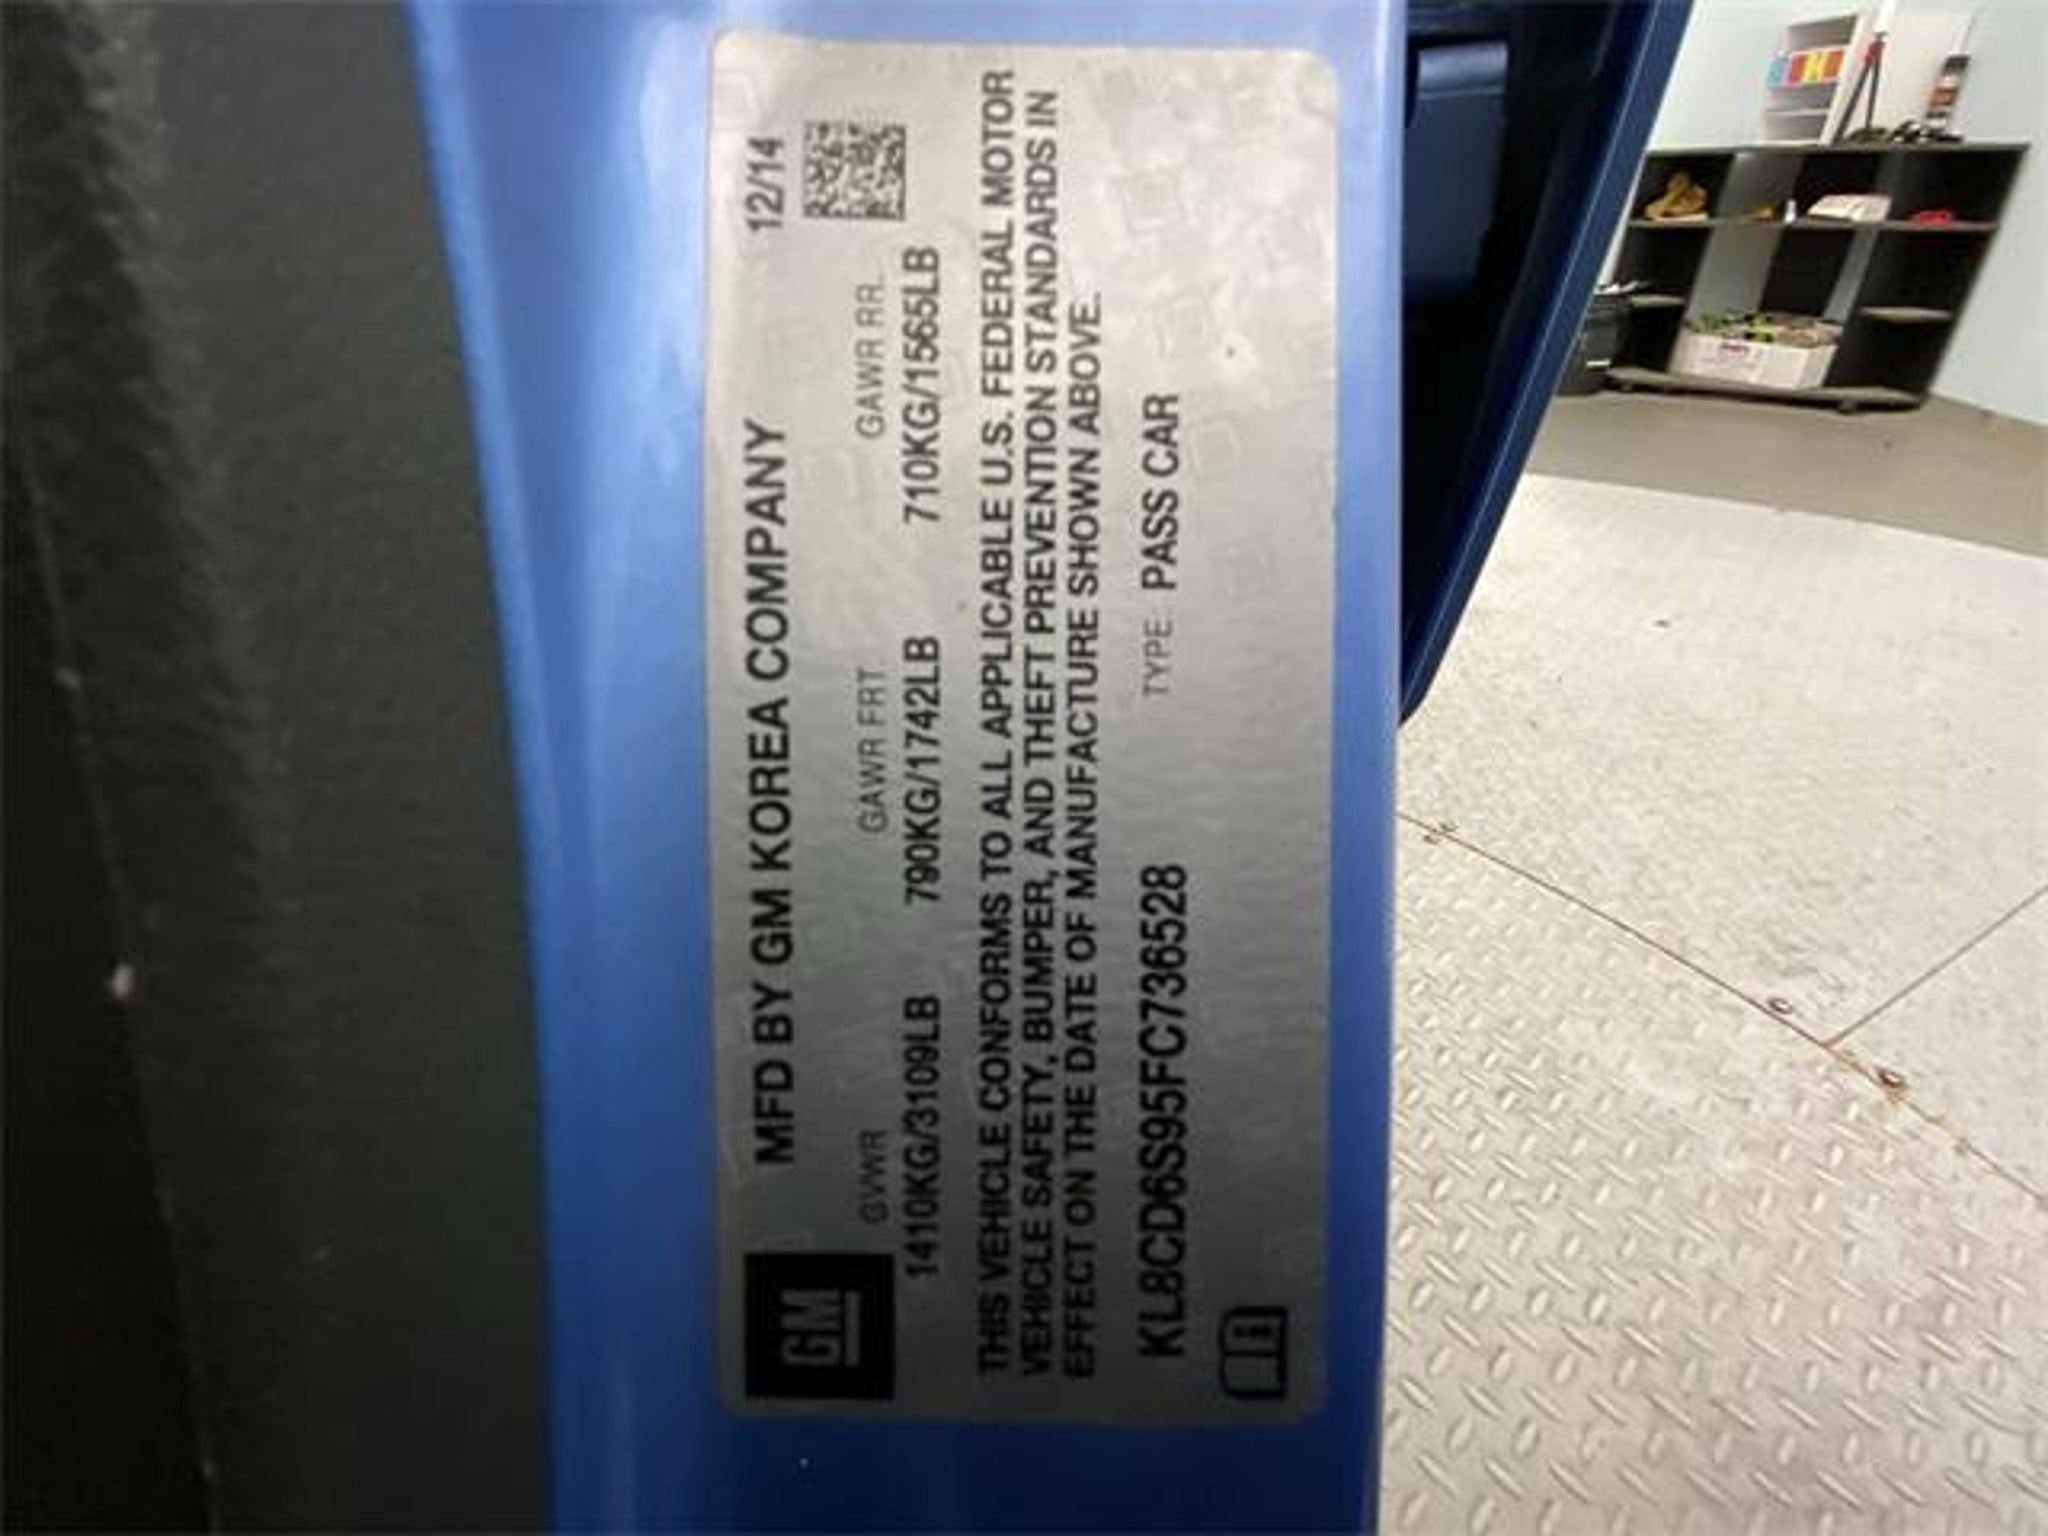 GM
MFD BY GM KOREA COMPANY
12/14
GWWR GAWR FRT GAWR RR
1410KG/3109LB 790KG/1742LB 710KG/1565LB
THIS VEHICLE CONFORMS TO ALL APPLICABLE U.S. FEDERAL MOTOR
VEHICLE SAFETY, BUMPER, AND THEFT PREVENTION STANDARDS IN
EFFECT ON THE DATE OF MANUFACTURE SHOWN ABOVE.
KL8CD6S95FC736528 TYPE: PASS CAR